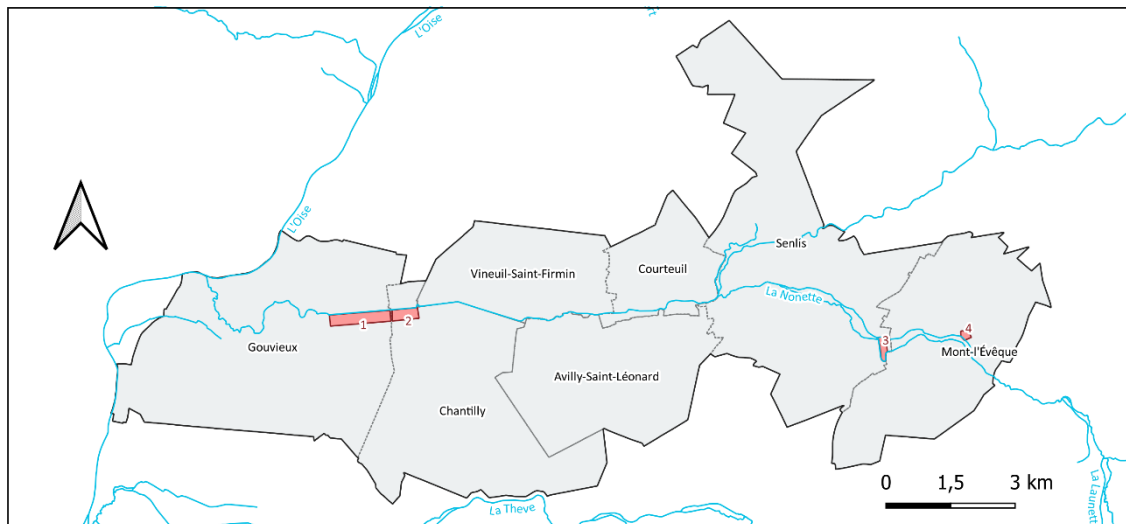 L'Oise
L'Oise
Senlis
Vineuil-Saint-Firmin
Courteuil
La Nonette
1
2
3
4
Gouvieux
Mont-l'Évêque
Avilly-Saint-Léonard
Chantilly
La Theve
La Launette
0 1,5 3 km